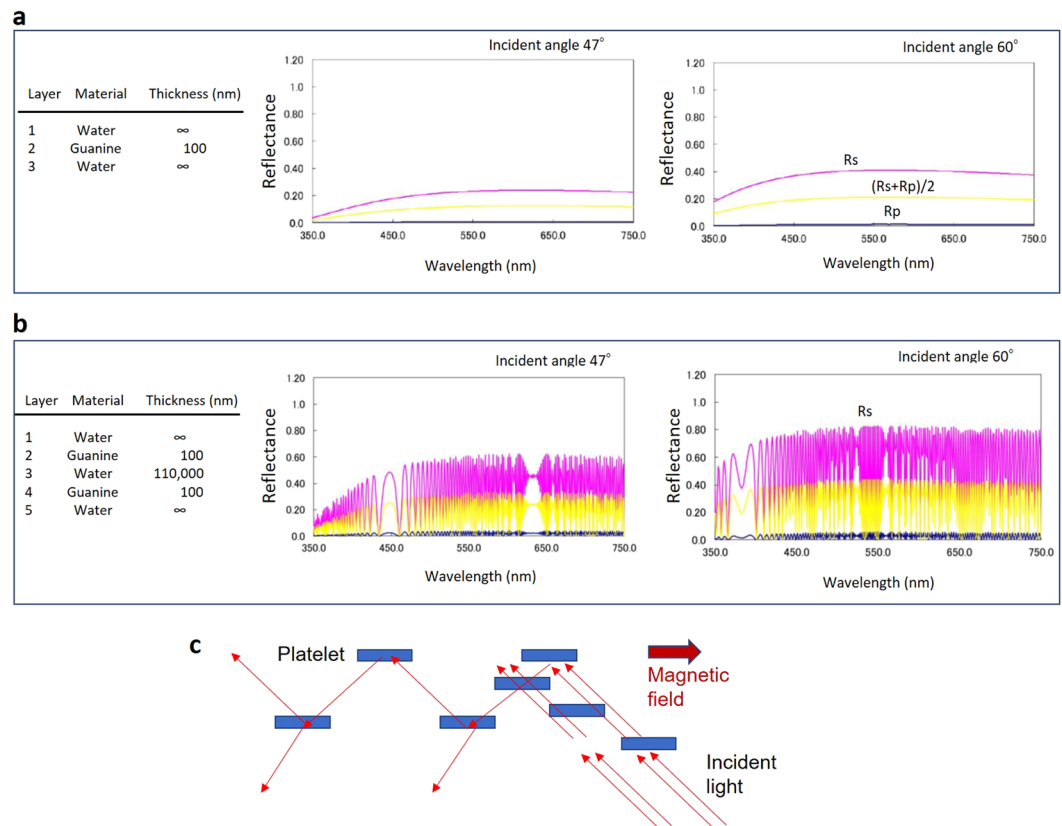 a
Layer Material Thickness (nm)
1 Water ∞
2 Guanine 100
3 Water ∞
Incident angle 47°
Reflectance
1.20
1.0
0.80
0.60
0.40
0.20
0.0
350.0 450.0 550.0 650.0 750.0
Wavelength (nm)
Incident angle 60°
Reflectance
1.20
1.0
0.80
0.60
0.40
0.20
0.0
Rs
(Rs+Rp)/2
Rp
350.0 450.0 550.0 650.0 750.0
Wavelength (nm)
b
Layer Material Thickness (nm)
1 Water ∞
2 Guanine 100
3 Water 110,000
4 Guanine 100
5 Water ∞
Incident angle 47°
Reflectance
1.20
1.0
0.80
0.60
0.40
0.20
0.0
350.0 450.0 550.0 650.0 750.0
Wavelength (nm)
Incident angle 60°
Reflectance
1.20
1.0
0.80
0.60
0.40
0.20
0.0
Rs
350.0 450.0 550.0 650.0 750.0
Wavelength (nm)
c
Platelet
Magnetic
field
Incident
light